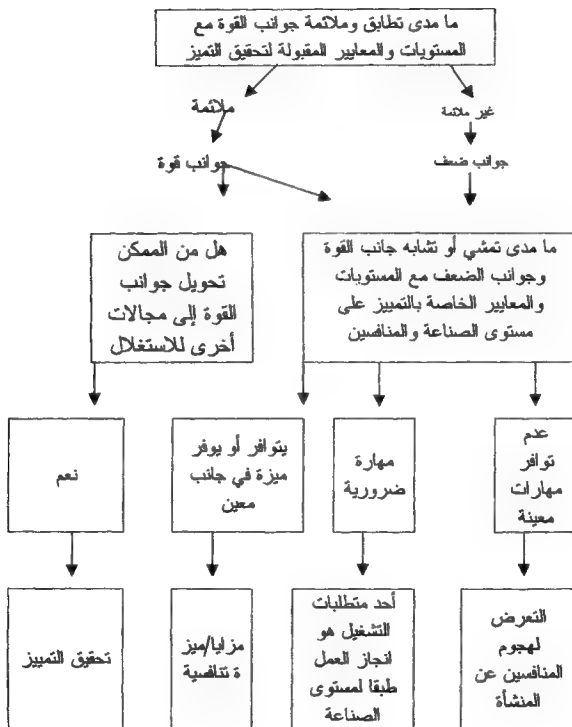 ما مدى تطابق وملائمة جوانب القوة مع
المستويات والمعايير المقبولة لتحقيق التميز
ملائمة
غير ملائمة
جوانب قوة
جوانب ضعف
هل من الممكن
تحويل جوانب
القوة إلى مجالات
أخرى للاستغلال
ما مدى تمشي أو تشابه جانب القوة
وجوانب الضعف مع المستويات
والمعايير الخاصة بالتمييز على
مستوى الصناعة والمنافسين
نعم
يتوافر أو يوفر
ميزة في جانب
معين
مهارة
ضرورية
عدم
توافر
مهارات
معينة
تحقيق التمييز
مزايا/ميز
ة تنافسية
أحد متطلبات
التشغيل هو
انجاز العمل
طبقا لمستوى
الصناعة
التعرض
لهجوم
المنافسين عن
المنشأة